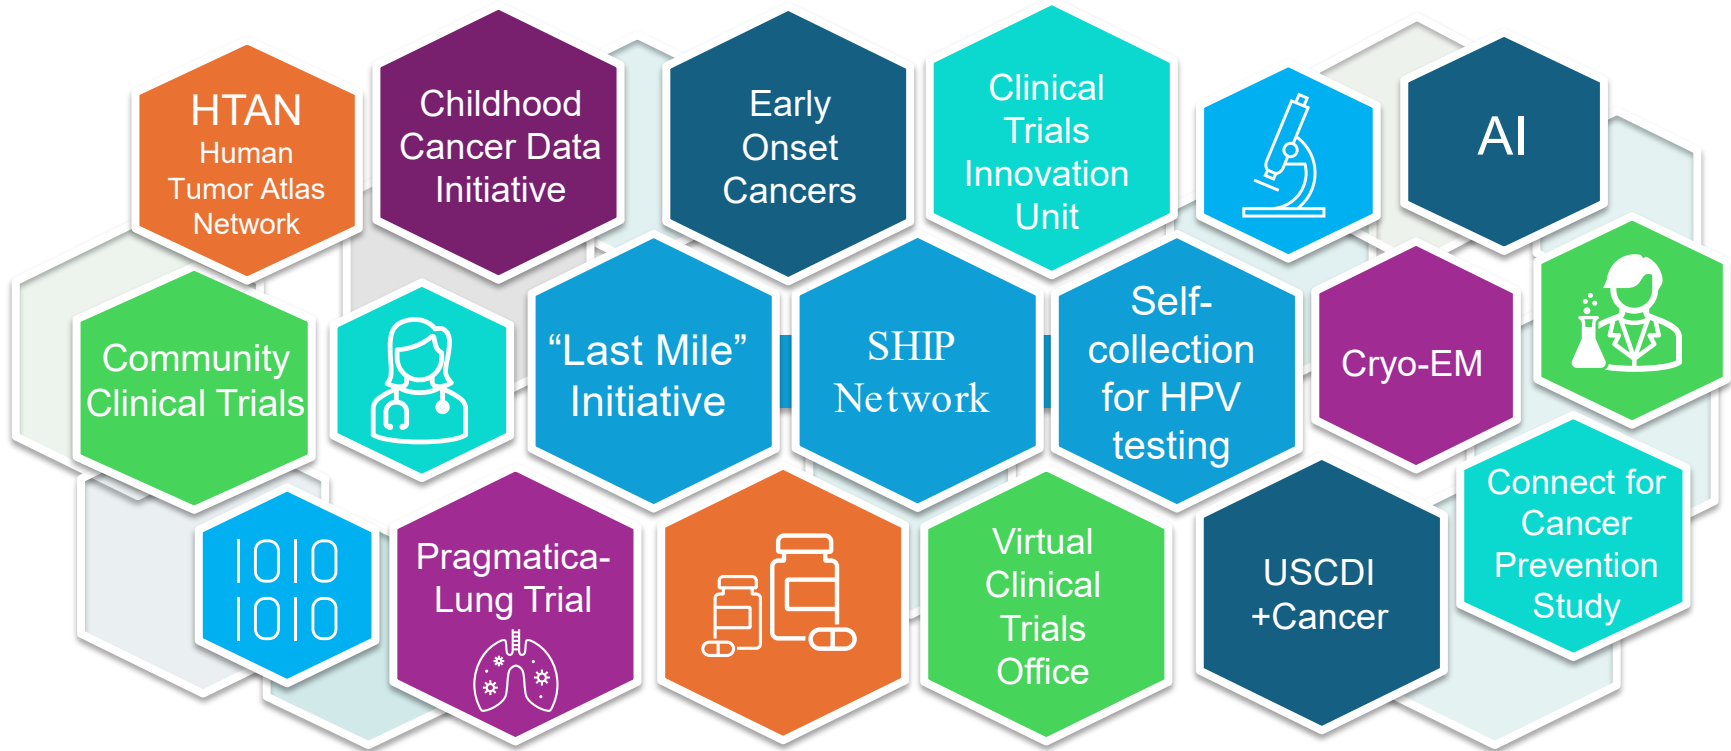 HTAN
Human
Tumor Atlas
Network
Childhood
Cancer Data
Initiative
Early
Onset
Cancers
Clinical
Trials
Innovation
Unit
AI
Community
Clinical Trials
“Last Mile”
Initiative
SHIP
Network
Self-
collection
for HPV
testing
Cryo-EM
1010
1010
Pragmatica-
Lung Trial
Virtual
Clinical
Trials
Office
USCDI
+Cancer
Connect for
Cancer
Prevention
Study